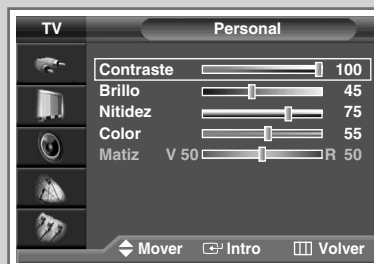 TV Personal
Contraste 100
Brillo 45
Nitidez 75
Color 55
Matiz V 50 R 50
Mover Intro Volver